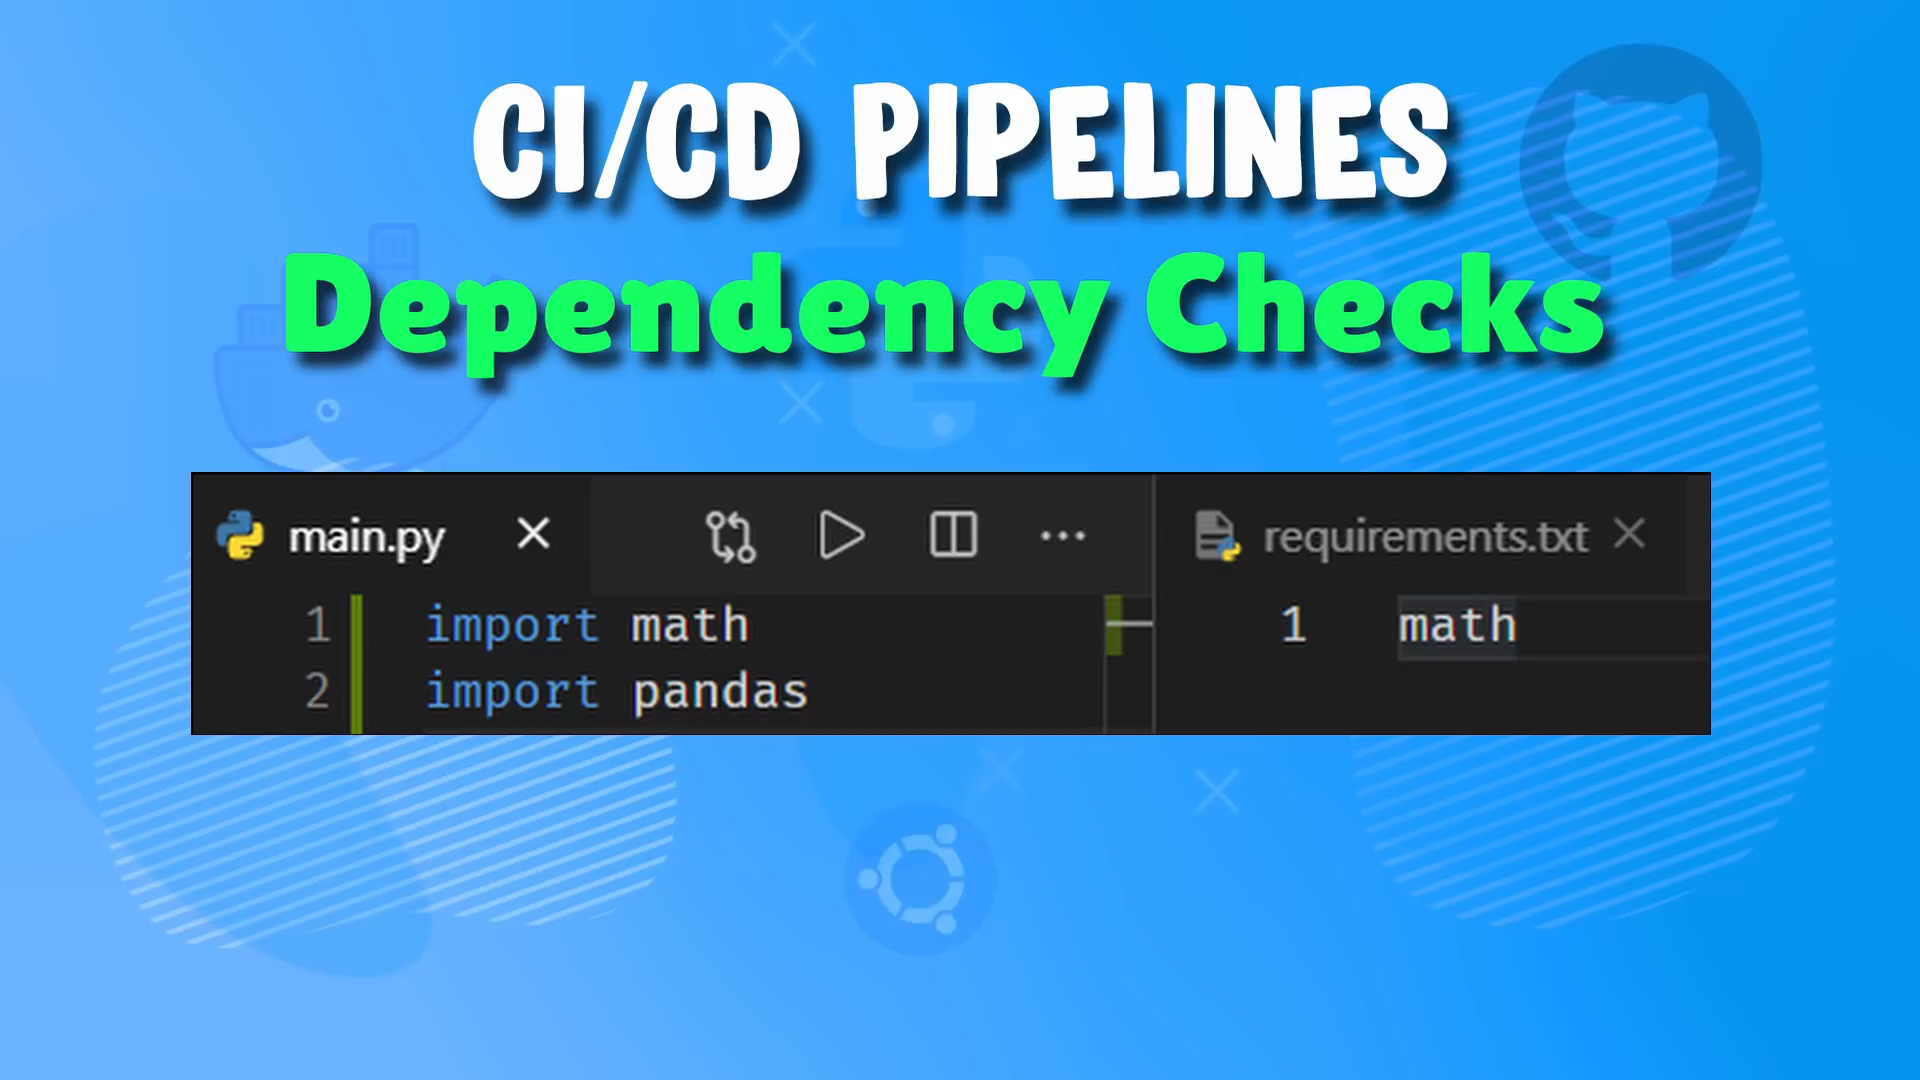 CI/CD PIPELINES
Dependency Checks
main.py
1 import math
2 import pandas
requirements.txt
1 math